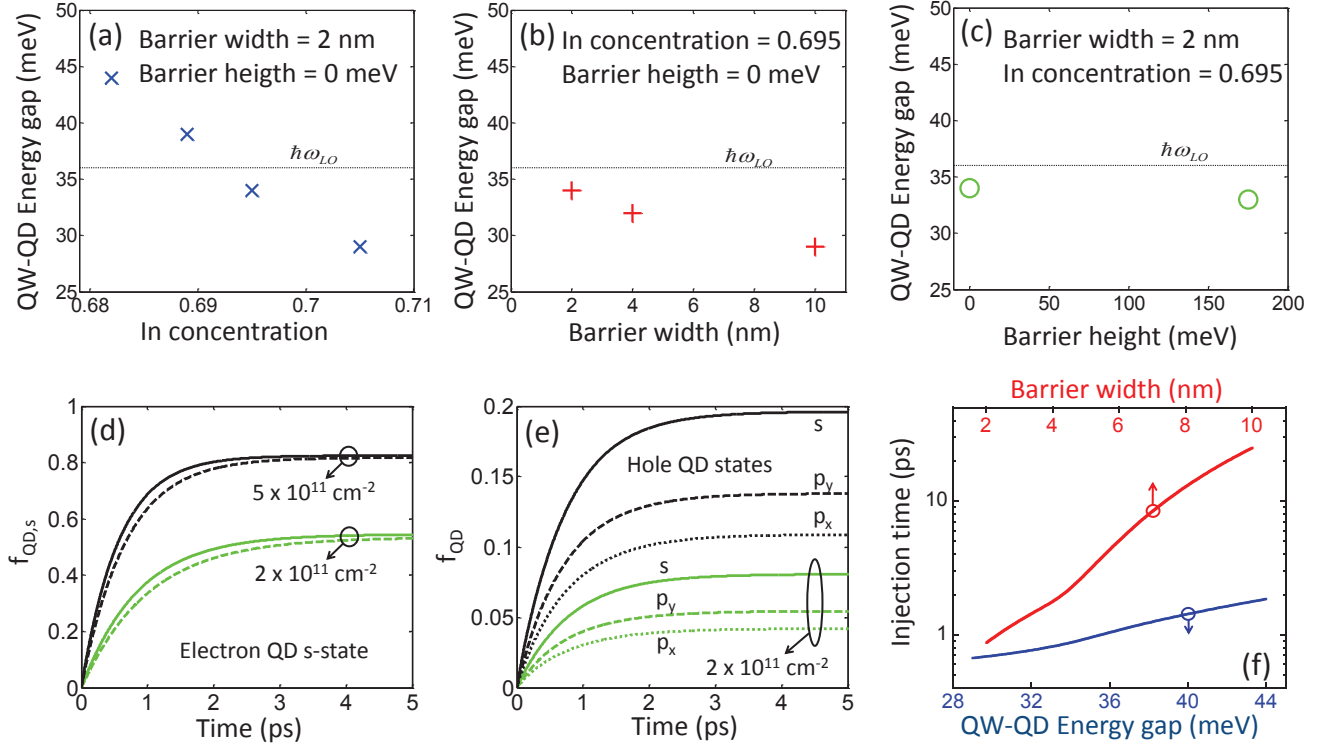 (a)
Barrier width = 2 nm
Barrier heigth = 0 meV
ħω_LO
QW-QD Energy gap (meV)
50
45
40
35
30
25
0.68
0.69
0.7
0.71
In concentration
(b)
In concentration = 0.695
Barrier heigth = 0 meV
ħω_LO
QW-QD Energy gap (meV)
50
45
40
35
30
25
0
2
4
6
8
10
Barrier width (nm)
(c)
Barrier width = 2 nm
In concentration = 0.695
ħω_LO
QW-QD Energy gap (meV)
50
45
40
35
30
25
0
50
100
150
200
Barrier height (meV)
(d)
5 x 10¹¹ cm⁻²
2 x 10¹¹ cm⁻²
Electron QD s-state
f_QD,s
1
0.8
0.6
0.4
0.2
0
0
1
2
3
4
5
Time (ps)
(e)
s
Hole QD states
p_y
p_x
s
p_y
p_x
2 x 10¹¹ cm⁻²
f_QD
0.2
0.15
0.1
0.05
0
0
1
2
3
4
5
Time (ps)
Barrier width (nm)
2
4
6
8
10
Injection time (ps)
10
1
(f)
28
32
36
40
44
QW-QD Energy gap (meV)